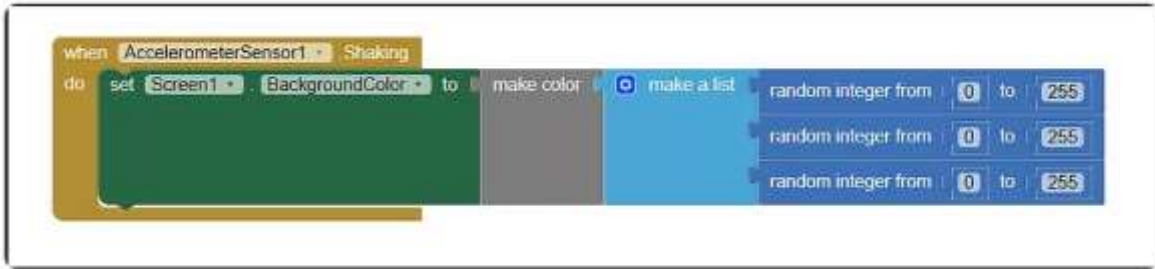 when AccelerometerSensor1 . Shaking
do set Screen1 . BackgroundColor to make color make a list random integer from 0 to 255
random integer from 0 to 255
random integer from 0 to 255